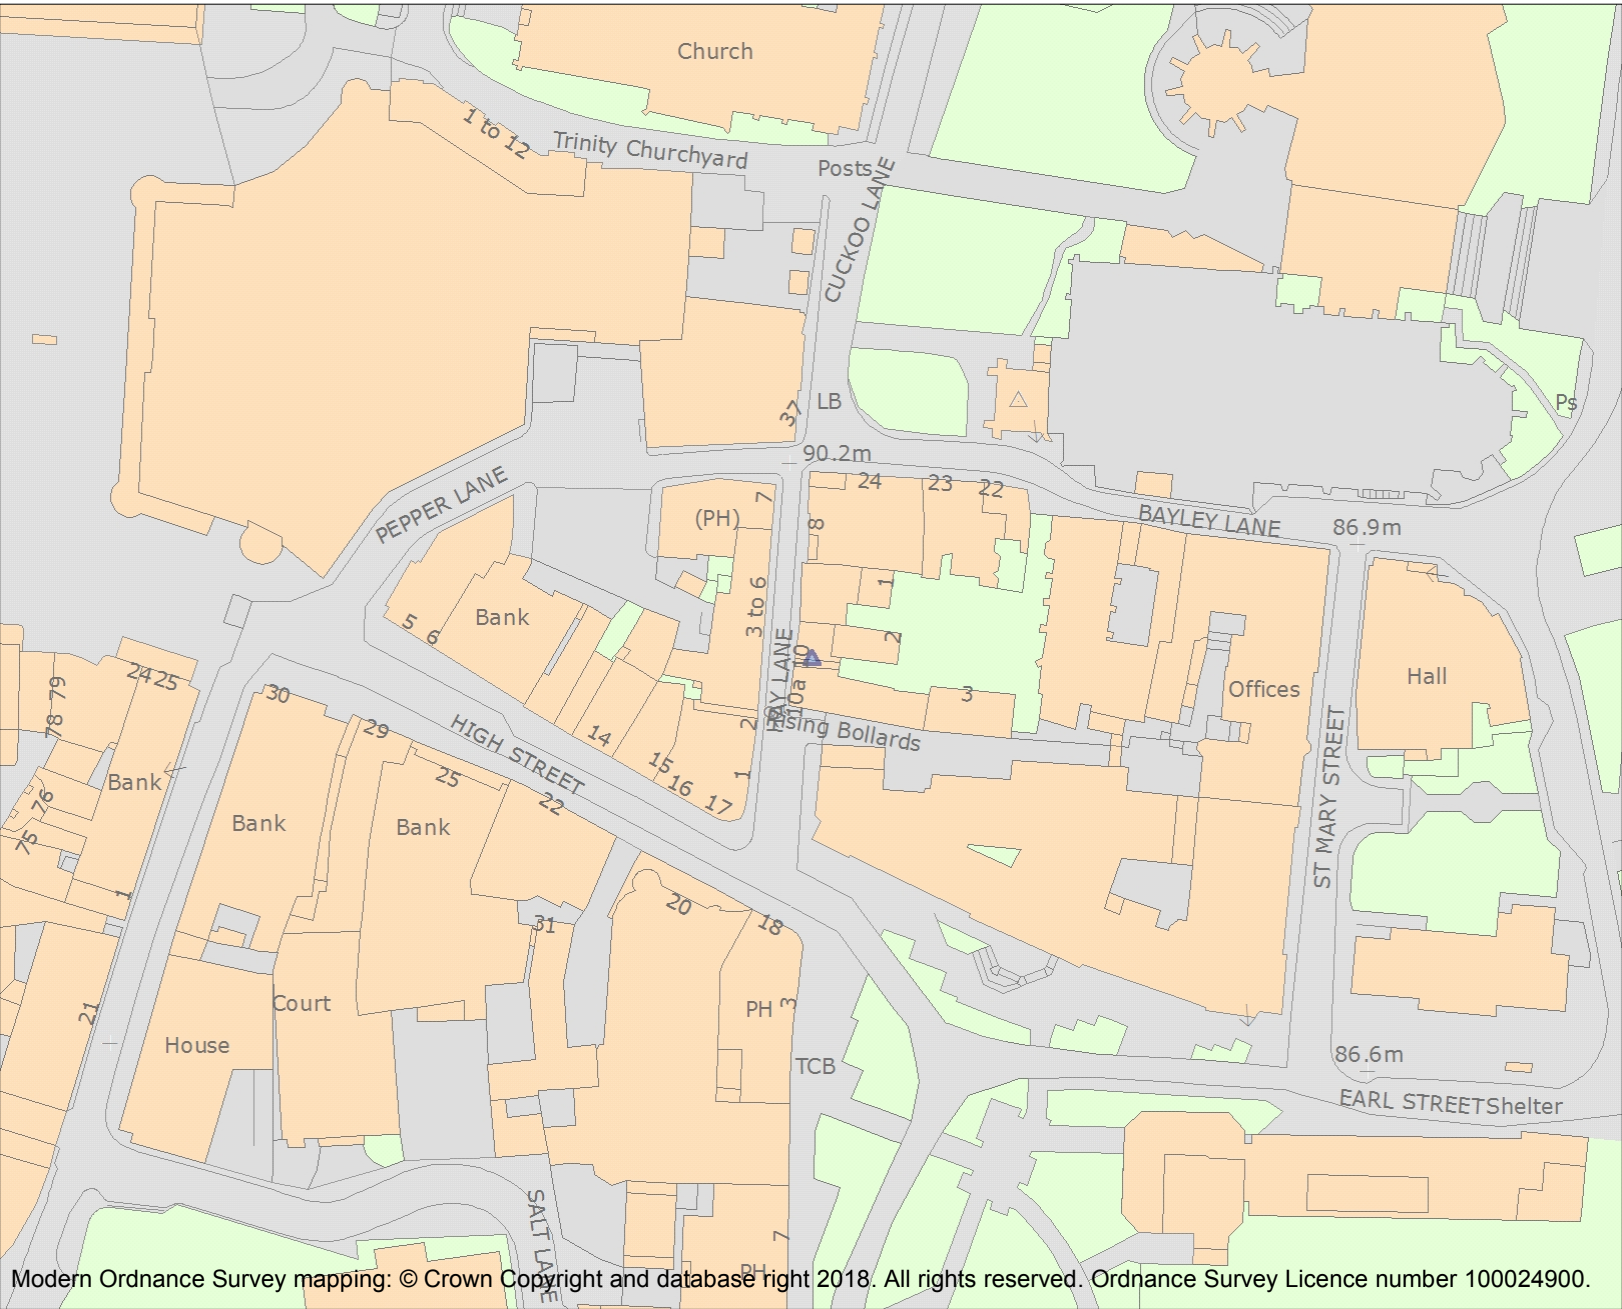 Church
1 to 12
Trinity Churchyard
Posts
CUCKOO LANE
37
LB
Ps
90.2m
PEPPER LANE
24
23
22
7
(PH)
8
BAYLEY LANE
86.9m
3 to 6
1
2
5
6
Bank
10
10a
3
Offices
Hall
79
78
24
25
30
29
HIGH STREET
14
15
16
17
2
1
Rising Bollards
ST MARY STREET
Bank
76
75
1
Bank
25
Bank
22
20
18
31
21
Court
House
PH
3
TCB
86.6m
EARL STREET
Shelter
SALT LANE
7
PH
Modern Ordnance Survey mapping: © Crown Copyright and database right 2018. All rights reserved. Ordnance Survey Licence number 100024900.